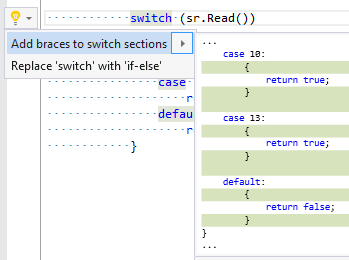 switch (sr.Read())
Add braces to switch sections
Replace 'switch' with 'if-else'
case
r
defau
r
}
...
case 10:
{
return true;
}
case 13:
{
return true;
}
default:
{
return false;
}
}
...